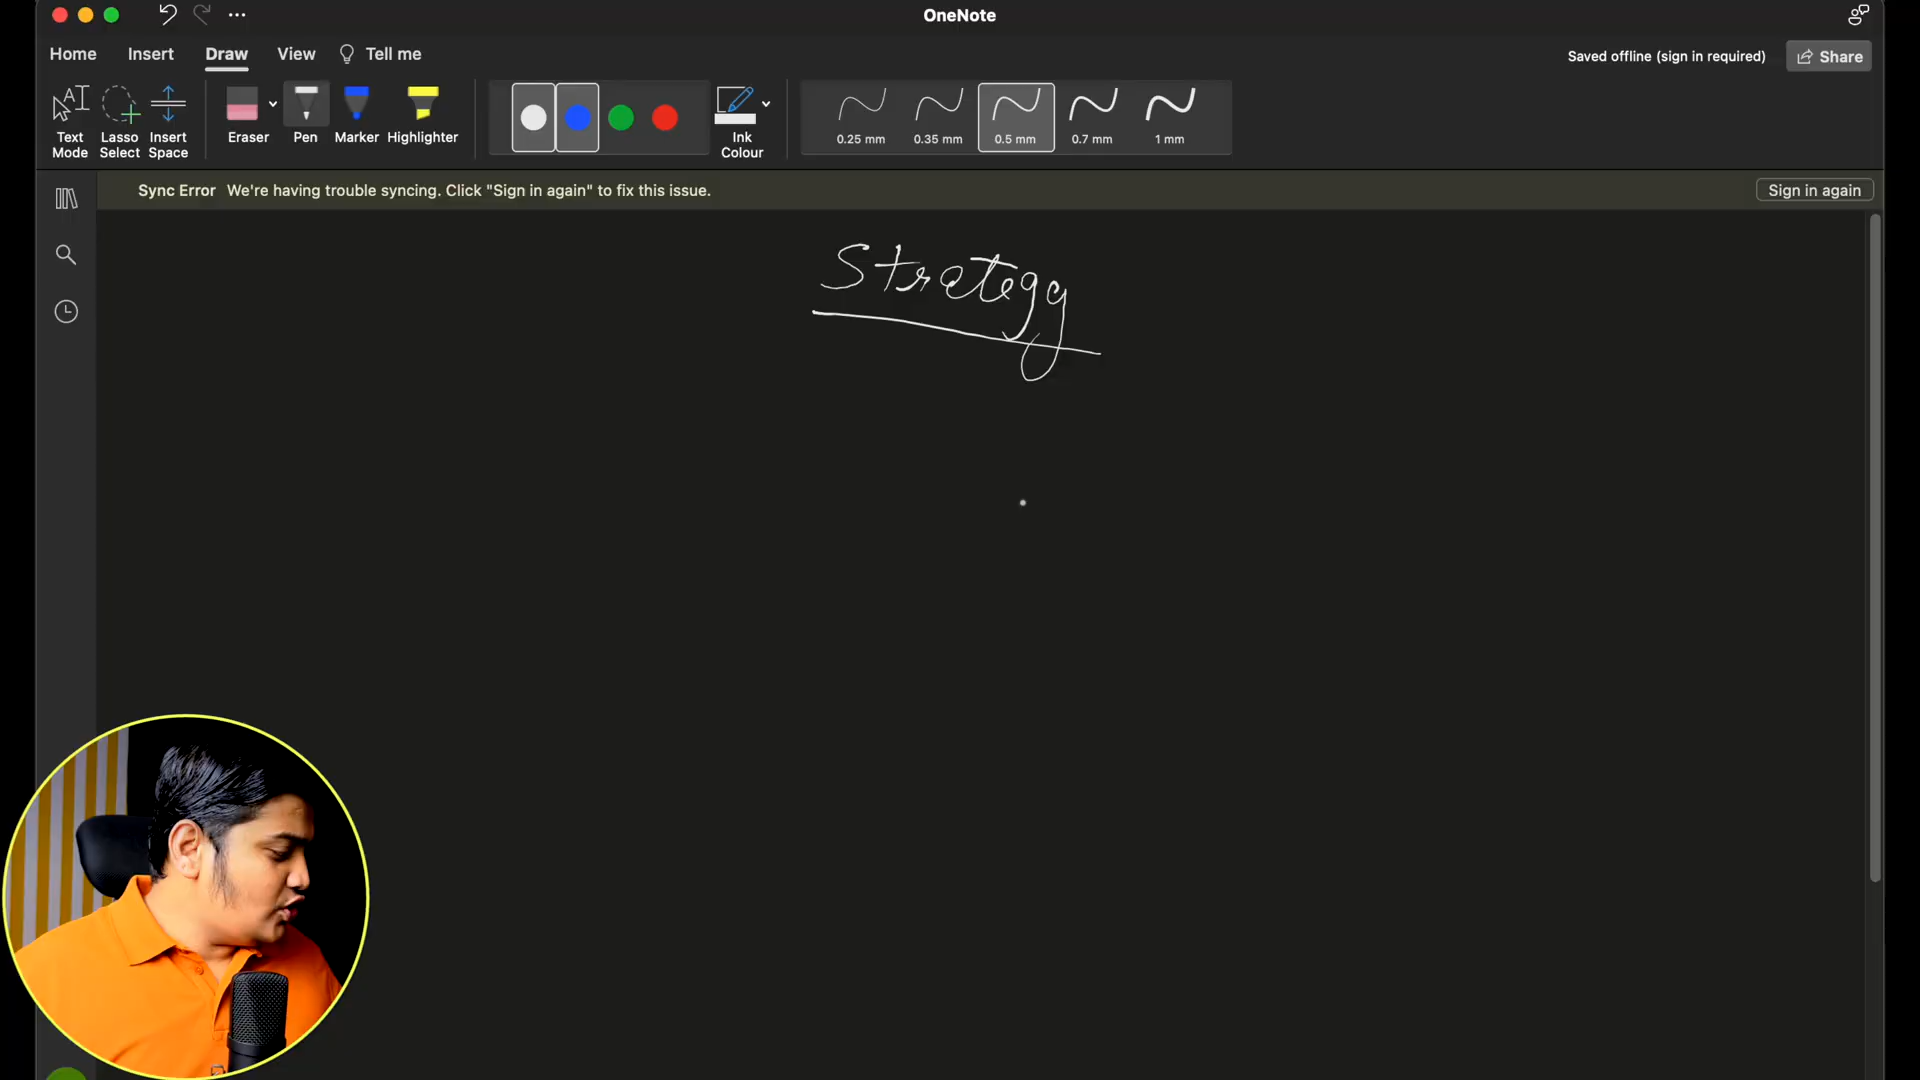 OneNote
Home Insert Draw View Tell me
Saved offline (sign in required) Share
Text Mode
Lasso Select
Insert Space
Eraser
Pen
Marker
Highlighter
Ink Colour
0.25 mm
0.35 mm
0.5 mm
0.7 mm
1 mm
Sync Error We're having trouble syncing. Click "Sign in again" to fix this issue. Sign in again
Strategy